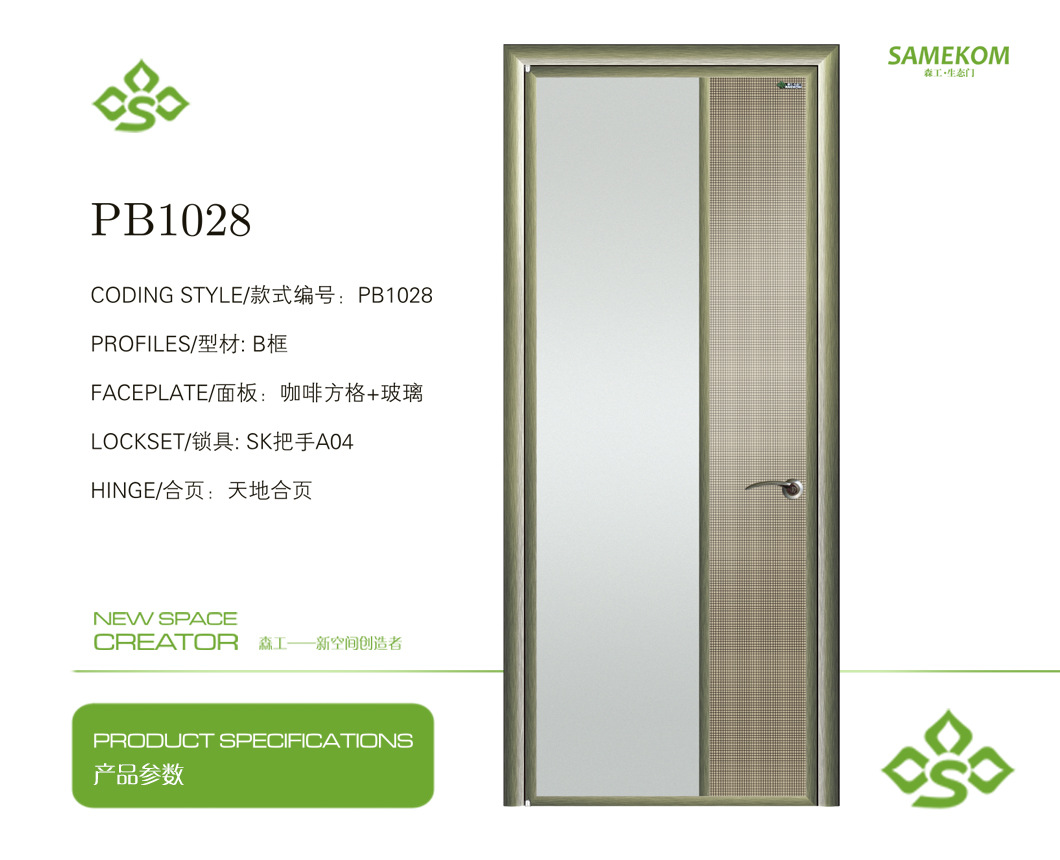 SAMEKOM
森工·生态门
PB1028
CODING STYLE/款式编号：PB1028
PROFILES/型材: B框
FACEPLATE/面板：咖啡方格+玻璃
LOCKSET/锁具: SK把手A04
HINGE/合页：天地合页
NEW SPACE
CREATOR 森工——新空间创造者
PRODUCT SPECIFICATIONS
产品参数